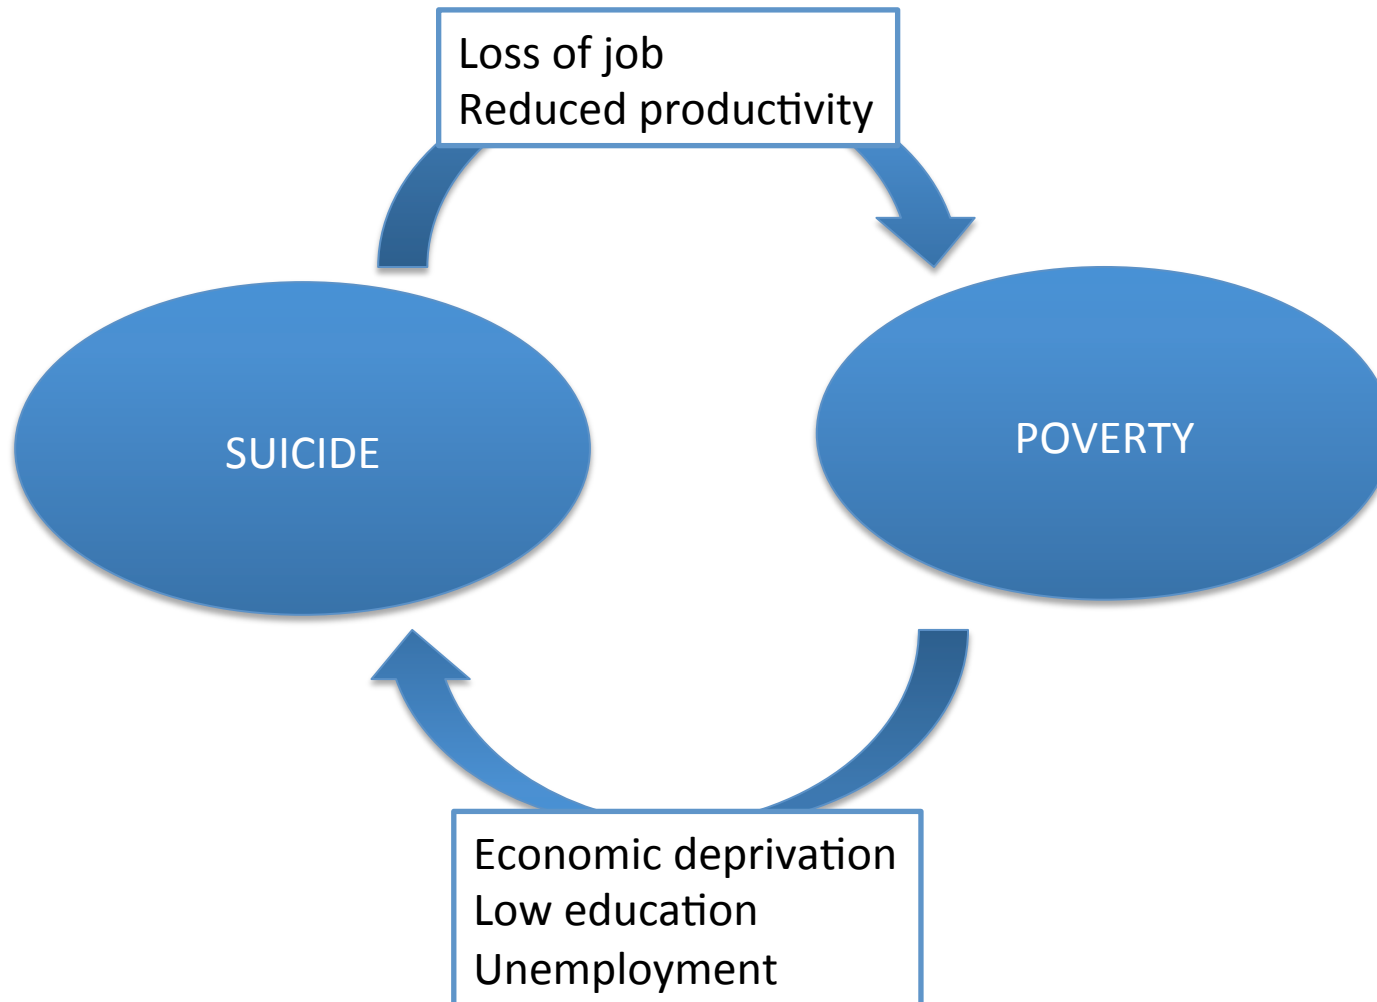 Loss of job
Reduced productivity
SUICIDE
POVERTY
Economic deprivation
Low education
Unemployment